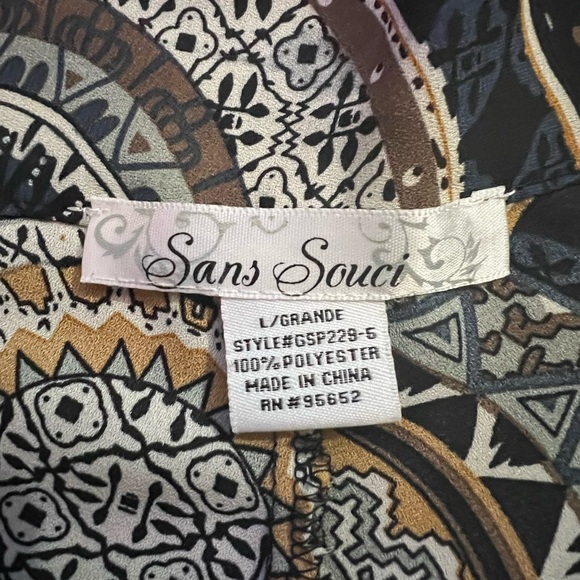 Sans Souci
L/GRANDE
STYLE#GSP229-5
100%POLYESTER
MADE IN CHINA
RN#95652